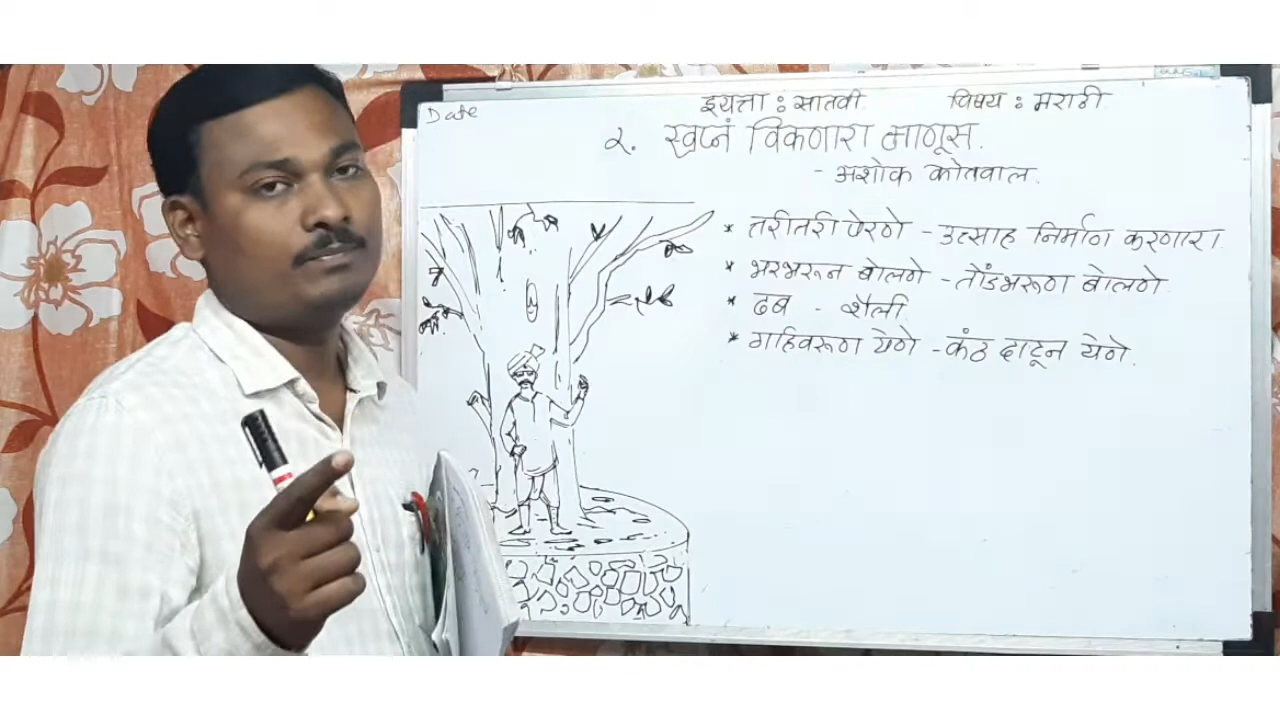 Date
इयत्ता : सातवी. विषय : मराठी.
२. स्वप्नं विकणारा माणूस.
- अशोक कोतवाल.
* तरीतरी पेरणे - उत्साह निर्माण करणारा.
* भरभरून बोलणे - तोंडभरूण बोलणे.
* ढब - शैली.
* गहिवरूण येणे - कंठ दाटून येणे.